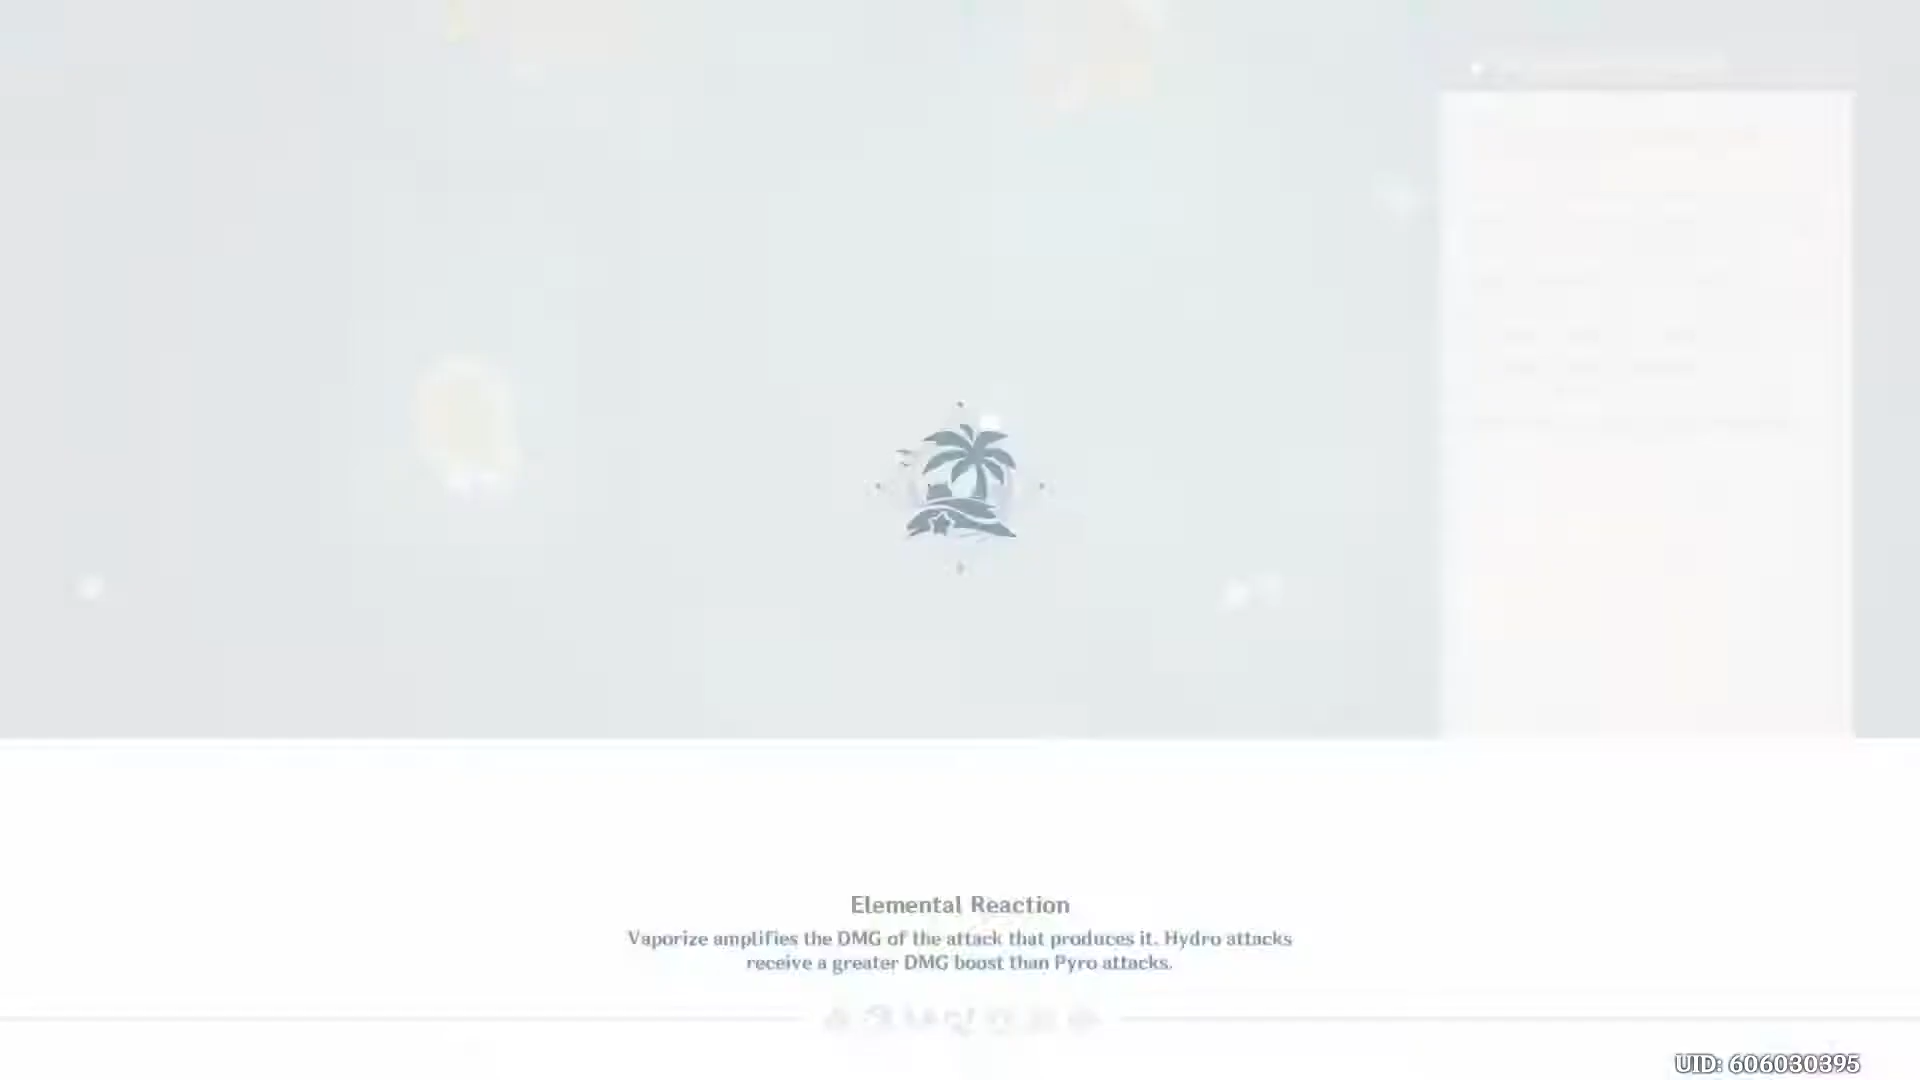 Elemental Reaction
Vaporize amplifies the DMG of the attack that produces it. Hydro attacks
receive a greater DMG boost than Pyro attacks.
UID: 606030395